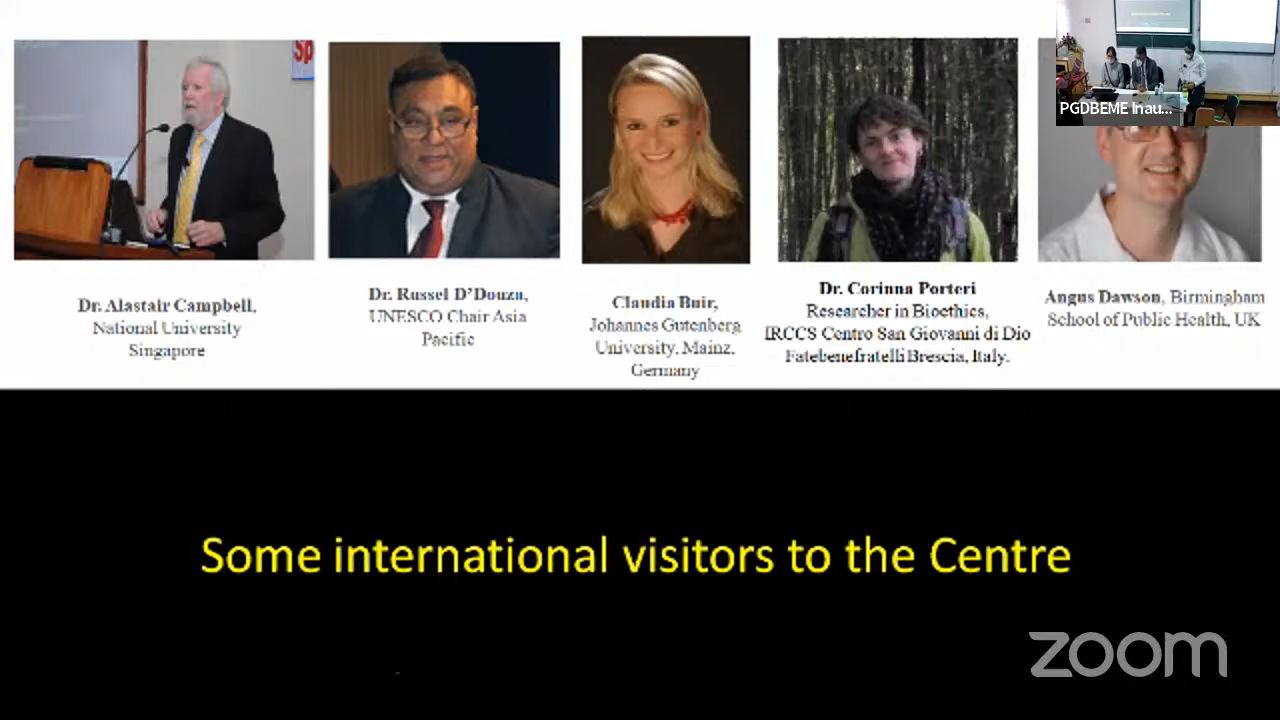 Sp
PGDBEME Inau...
Dr. Alastair Campbell,
National University
Singapore
Dr. Russel D'Douza,
UNESCO Chair Asia
Pacific
Claudia Buir,
Johannes Gutenberg
University, Mainz,
Germany
Dr. Corinna Porteri
Researcher in Bioethics,
IRCCS Centro San Giovanni di Dio
Fatebenefratelli Brescia, Italy.
Angus Dawson, Birmingham
School of Public Health, UK
Some international visitors to the Centre
zoom